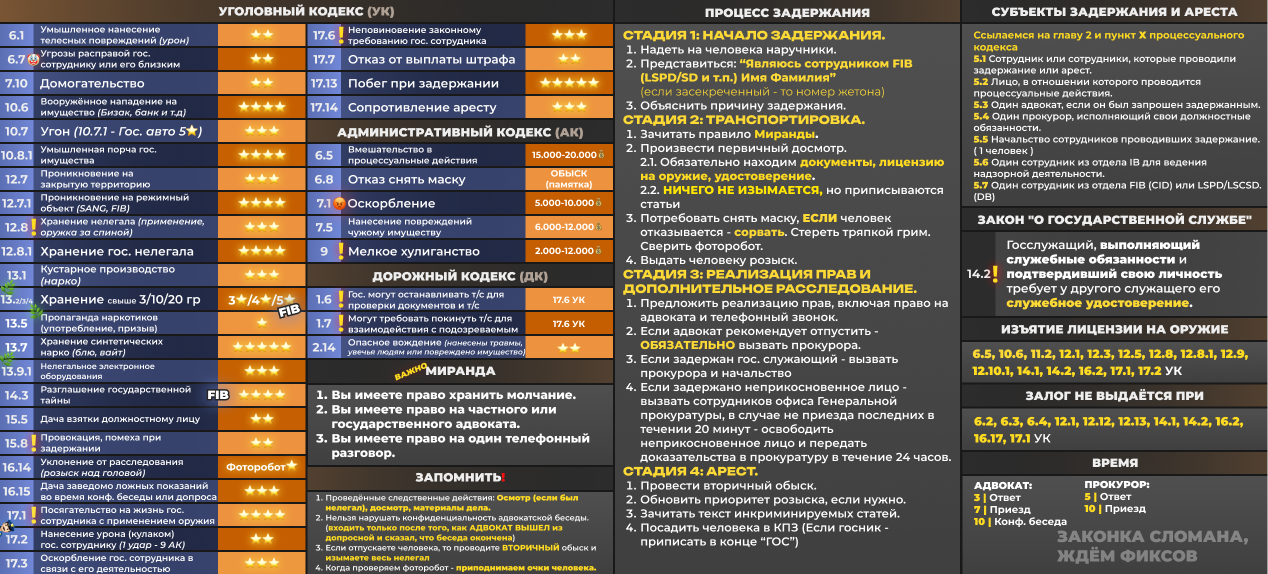 УГОЛОВНЫЙ КОДЕКС (УК)
6.1 Умышленное нанесение
телесных повреждений (урон)
6.7 Угрозы расправой гос.
сотруднику или его близким
7.10 Домогательство
10.6 Вооружённое нападение на
имущество (Бизак, банк и т.д)
10.7 Угон (10.7.1 - Гос. авто 5)
10.8.1 Умышленная порча гос.
имущества
12.7 Проникновение на
закрытую территорию
12.7.1 Проникновение на режимный
объект (SANG, FIB)
12.8 Хранение нелегала (применение,
оружка за спиной)
12.8.1 Хранение гос. нелегала
13.1 Кустарное производство
(нарко)
13.2/3/4 Хранение свыше 3/10/20 гр 3/4/5
FIB
13.5 Пропаганда наркотиков
(употребление, призыв)
13.7 Хранение синтетических
нарко (блю, вайт)
13.9.1 Нелегальное электронное
оборудования
14.3 Разглашение государственной
тайны
FIB
15.5 Дача взятки должностному лицу
15.8 Провокация, помеха при
задержании
16.14 Уклонение от расследования
(розыск над головой)
Фоторобот
16.15 Дача заведомо ложных показаний
во время конф. беседы или допроса
17.1 Посягательство на жизнь гос.
сотрудника с применением оружия
17.2 Нанесение урона (кулаком)
гос. сотруднику (1 удар - 9 АК)
17.3 Оскорбление гос. сотрудника в
связи с его деятельностью
17.6 Неповиновение законному
требованию гос. сотрудника
17.7 Отказ от выплаты штрафа
17.13 Побег при задержании
17.14 Сопротивление аресту
АДМИНИСТРАТИВНЫЙ КОДЕКС (АК)
6.5 Вмешательство в
процессуальные действия
15.000-20.000
6.8 Отказ снять маску
ОБЫСК
(памятка)
7.1 Оскорбление 5.000-10.000
7.5 Нанесение повреждений
чужому имуществу
6.000-12.000
9 Мелкое хулиганство 2.000-12.000
ДОРОЖНЫЙ КОДЕКС (ДК)
1.6 Гос. могут останавливать т/с для
проверки документов и т/с
17.6 УК
1.7 Могут требовать покинуть т/с для
взаимодействия с подозреваемым
17.6 УК
2.14 Опасное вождение (нанесены травмы,
увечья людям или повреждено имущество)
ВАЖНО
МИРАНДА
1. Вы имеете право хранить молчание.
2. Вы имеете право на частного или
государственного адвоката.
3. Вы имеете право на один телефонный
разговор.
ЗАПОМНИТЬ!
1. Проведённые следственные действия: Осмотр (если был
нелегал), досмотр, материалы дела.
2. Нельзя нарушать конфиденциальность адвокатской беседы.
(входить только после того, как АДВОКАТ ВЫШЕЛ из
допросной и сказал, что беседа окончена)
3. Если отпускаете человека, то проводите ВТОРИЧНЫЙ обыск и
изымаете весь нелегал
4. Когда проверяем фоторобот - приподнимаем очки человека.
ПРОЦЕСС ЗАДЕРЖАНИЯ
СТАДИЯ 1: НАЧАЛО ЗАДЕРЖАНИЯ.
1. Надеть на человека наручники.
2. Представиться: “Являюсь сотрудником FIB
(LSPD/SD и т.п.) Имя Фамилия”
(если засекреченный - то номер жетона)
3. Объяснить причину задержания.
СТАДИЯ 2: ТРАНСПОРТИРОВКА.
1. Зачитать правило Миранды.
2. Произвести первичный досмотр.
2.1. Обязательно находим документы, лицензию
на оружие, удостоверение.
2.2. НИЧЕГО НЕ ИЗЫМАЕТСЯ, но приписываются
статьи
3. Потребовать снять маску, ЕСЛИ человек
отказывается - сорвать. Стереть тряпкой грим.
Сверить фоторобот.
4. Выдать человеку розыск.
СТАДИЯ 3: РЕАЛИЗАЦИЯ ПРАВ И
ДОПОЛНИТЕЛЬНОЕ РАССЛЕДОВАНИЕ.
1. Предложить реализацию прав, включая право на
адвоката и телефонный звонок.
2. Если адвокат рекомендует отпустить -
ОБЯЗАТЕЛЬНО вызвать прокурора.
3. Если задержан гос. служающий - вызвать
прокурора и начальство
4. Если задержано неприкосновенное лицо -
вызвать сотрудников офиса Генеральной
прокуратуры, в случае не приезда последних в
течении 20 минут - освободить
неприкосновенное лицо и передать
доказательства в прокуратуру в течение 24 часов.
СТАДИЯ 4: АРЕСТ.
1. Провести вторичный обыск.
2. Обновить приоритет розыска, если нужно.
3. Зачитать текст инкриминируемых статей.
4. Посадить человека в КПЗ (Если госник -
приписать в конце “ГОС”)
СУБЪЕКТЫ ЗАДЕРЖАНИЯ И АРЕСТА
Ссылаемся на главу 2 и пункт X процессуального
кодекса
5.1 Сотрудник или сотрудники, которые проводили
задержание или арест.
5.2 Лицо, в отношении которого проводится
процессуальные действия.
5.3 Один адвокат, если он был запрошен задержанным.
5.4 Один прокурор, исполняющий свои должностные
обязанности.
5.5 Начальство сотрудников проводивших задержание.
( 1 человек )
5.6 Один сотрудник из отдела IB для ведения
надзорной деятельности.
5.7 Один сотрудник из отдела FIB (CID) или LSPD/LSCSD.
(DB)
ЗАКОН "О ГОСУДАРСТВЕННОЙ СЛУЖБЕ"
14.2 Госслужащий, выполняющий
служебные обязанности и
подтвердивший свою личность
требует у другого служащего его
служебное удостоверение.
ИЗЪЯТИЕ ЛИЦЕНЗИИ НА ОРУЖИЕ
6.5, 10.6, 11.2, 12.1, 12.3, 12.5, 12.8, 12.8.1, 12.9,
12.10.1, 14.1, 14.2, 16.2, 17.1, 17.2 УК
ЗАЛОГ НЕ ВЫДАЁТСЯ ПРИ
6.2, 6.3, 6.4, 12.1, 12.12, 12.13, 14.1, 14.2, 16.2,
16.17, 17.1 УК
ВРЕМЯ
АДВОКАТ:
3 | Ответ
7 | Приезд
10 | Конф. беседа
ПРОКУРОР:
5 | Ответ
10 | Приезд
ЗАКОНКА СЛОМАНА,
ЖДЁМ ФИКСОВ